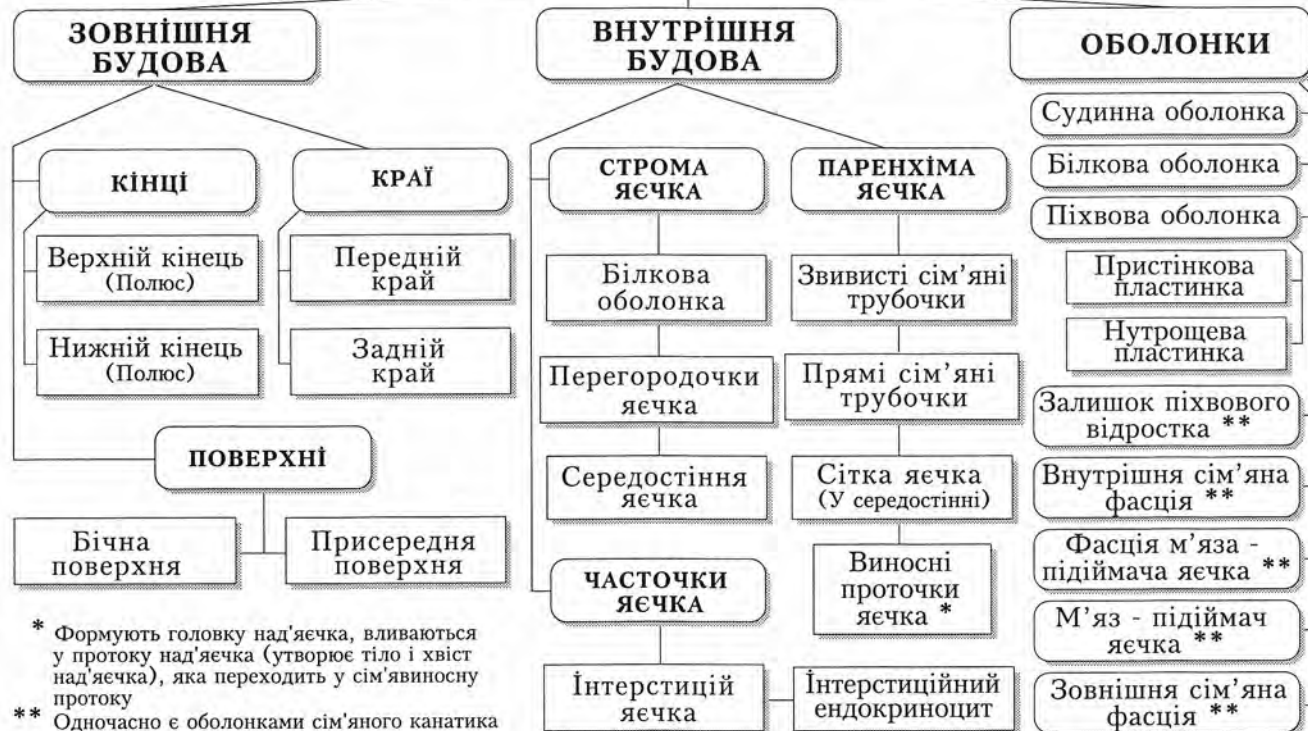 ЗОВНІШНЯ
БУДОВА
КІНЦІ
Верхній кінець
(Полюс)
Нижній кінець
(Полюс)
КРАЇ
Передній
край
Задній
край
ПОВЕРХНІ
Бічна
поверхня
Присередня
поверхня
* Формують головку над'яєчка, вливаються
у протоку над'яєчка (утворює тіло і хвіст
над'яєчка), яка переходить у сім'явиносну
протоку
** Одночасно є оболонками сім'яного канатика
ВНУТРІШНЯ
БУДОВА
СТРОМА
ЯЄЧКА
Білкова
оболонка
Перегородочки
яєчка
Середостіння
яєчка
ПАРЕНХІМА
ЯЄЧКА
Звивисті сім’яні
трубочки
Прямі сім’яні
трубочки
Сітка яєчка
(У середостінні)
Виносні
проточки
яєчка *
ЧАСТОЧКИ
ЯЄЧКА
Інтерстицій
яєчка
Інтерстиційний
ендокриноцит
ОБОЛОНКИ
Судинна оболонка
Білкова оболонка
Піхвова оболонка
Пристінкова
пластинка
Нутрощева
пластинка
Залишок піхвового
відростка **
Внутрішня сім’яна
фасція **
Фасція м’яза -
підіймача яєчка **
М’яз - підіймач
яєчка **
Зовнішня сім’яна
фасція **